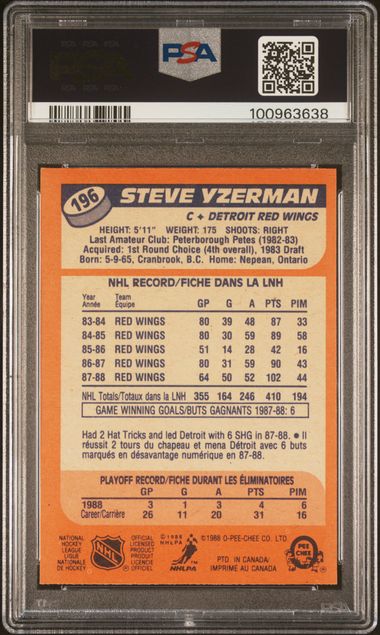 PSA
100963638
196
STEVE YZERMAN
C + DETROIT RED WINGS
HEIGHT: 5'11" WEIGHT: 175 SHOOTS: RIGHT
Last Amateur Club: Peterborough Petes (1982-83)
Acquired: 1st Round Choice (4th overall), 1983 Draft
Born: 5-9-65, Cranbrook, B.C. Home: Nepean, Ontario
NHL RECORD/FICHE DANS LA LNH
Year Team GP G A PTS PIM
Année Équipe
83-84 RED WINGS 80 39 48 87 33
84-85 RED WINGS 80 30 59 89 58
85-86 RED WINGS 51 14 28 42 16
86-87 RED WINGS 80 31 59 90 43
87-88 RED WINGS 64 50 52 102 44
NHL Totals/Totaux dans la LNH 355 164 246 410 194
GAME WINNING GOALS/BUTS GAGNANTS 1987-88: 6
Had 2 Hat Tricks and led Detroit with 6 SHG in 87-88. • Il
réussit 2 tours du chapeau et mena Détroit avec 6 buts
marqués en désavantage numérique en 87-88.
PLAYOFF RECORD/FICHE DURANT LES ÉLIMINATOIRES
GP G A PTS PIM
1988 3 1 3 4 6
Career/Carrière 26 11 20 31 16
NATIONAL
HOCKEY
LEAGUE
LIGUE
NATIONALE
DE HOCKEY
NHL
OFFICIAL
LICENSED
PRODUCT
PRODUIT
OFFICIEL
LICENCIÉ
©1988
NHLPA
NHLPA
©1988 O-PEE-CHEE CO. LTD
PTD. IN CANADA/
IMPRIMÉ AU CANADA
O
PEE
CHEE